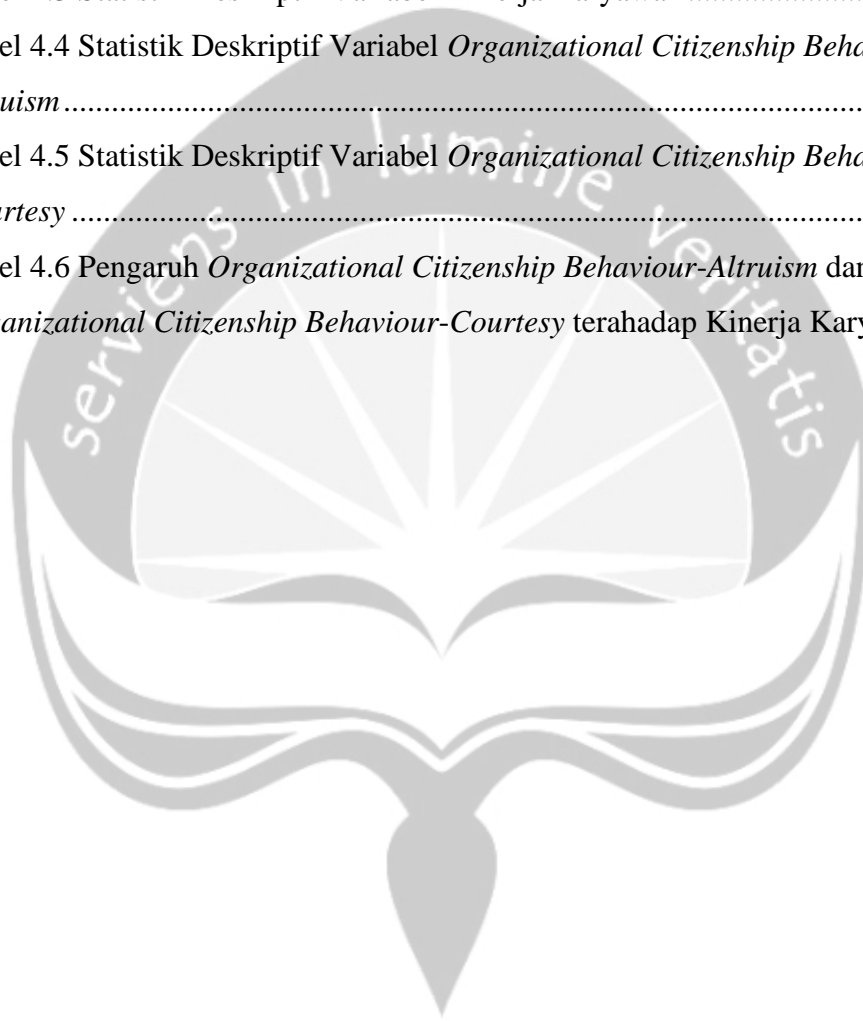 el 4.4 Statistik Deskriptif Variabel Organizational Citizenship Beha
uism
el 4.5 Statistik Deskriptif Variabel Organizational Citizenship Beha
rtesy
el 4.6 Pengaruh Organizational Citizenship Behaviour-Altruism dan
anizational Citizenship Behaviour-Courtesy terahadap Kinerja Kary
serviens in lumine veritatis